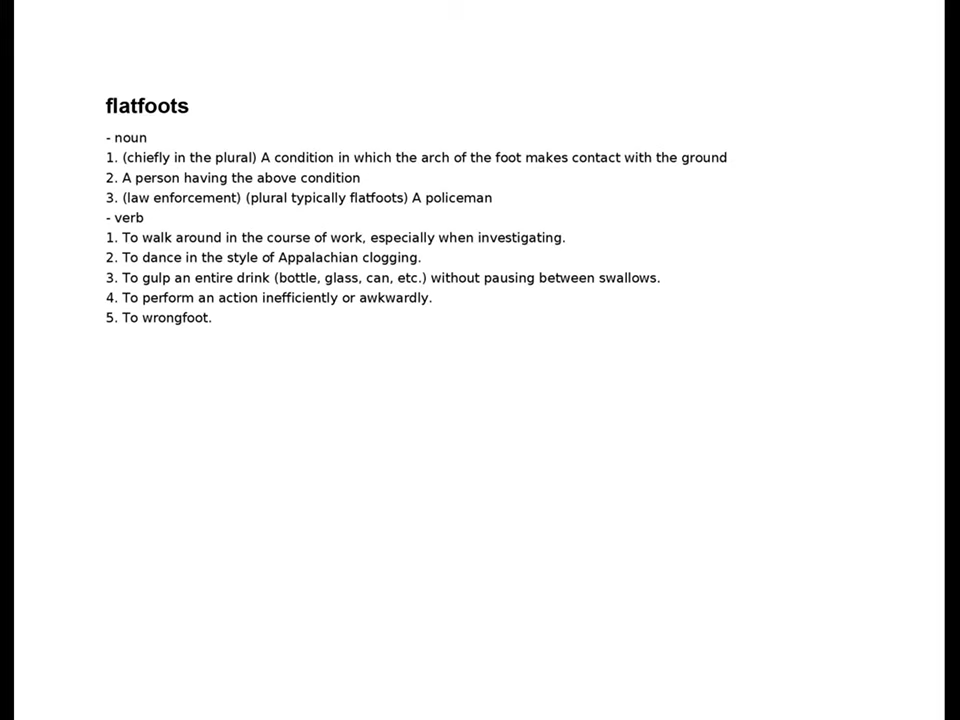 flatfoots
- noun
1. (chiefly in the plural) A condition in which the arch of the foot makes contact with the ground
2. A person having the above condition
3. (law enforcement) (plural typically flatfoots) A policeman
- verb
1. To walk around in the course of work, especially when investigating.
2. To dance in the style of Appalachian clogging.
3. To gulp an entire drink (bottle, glass, can, etc.) without pausing between swallows.
4. To perform an action inefficiently or awkwardly.
5. To wrongfoot.